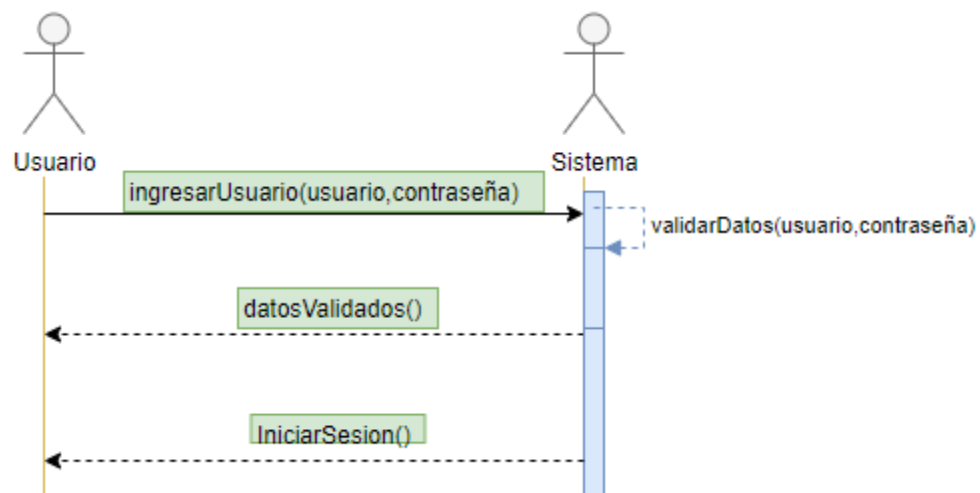 Usuario
Sistema
ingresarUsuario(usuario,contraseña)
validarDatos(usuario,contraseña)
datosValidados()
IniciarSesion()